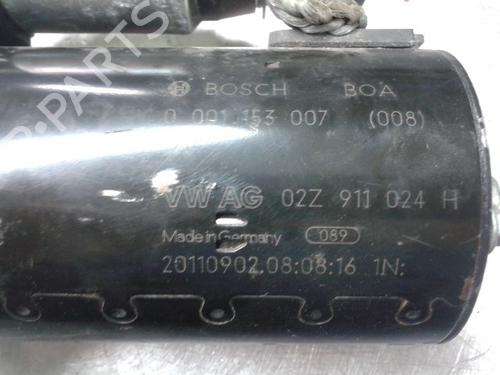 BOSCH BOA
0 001 153 007 (008)
VW AG 02Z 911 024 H
Made in Germany 089
20110902.08:08:16 1N: